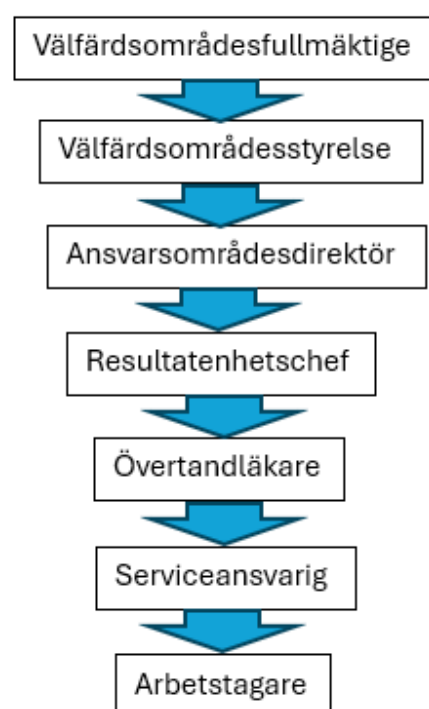 Välfärdsområdesfullmäktige
Välfärdsområdesstyrelse
Ansvarsområdesdirektör
Resultatenhetschef
Övertandläkare
Serviceansvarig
Arbetstagare